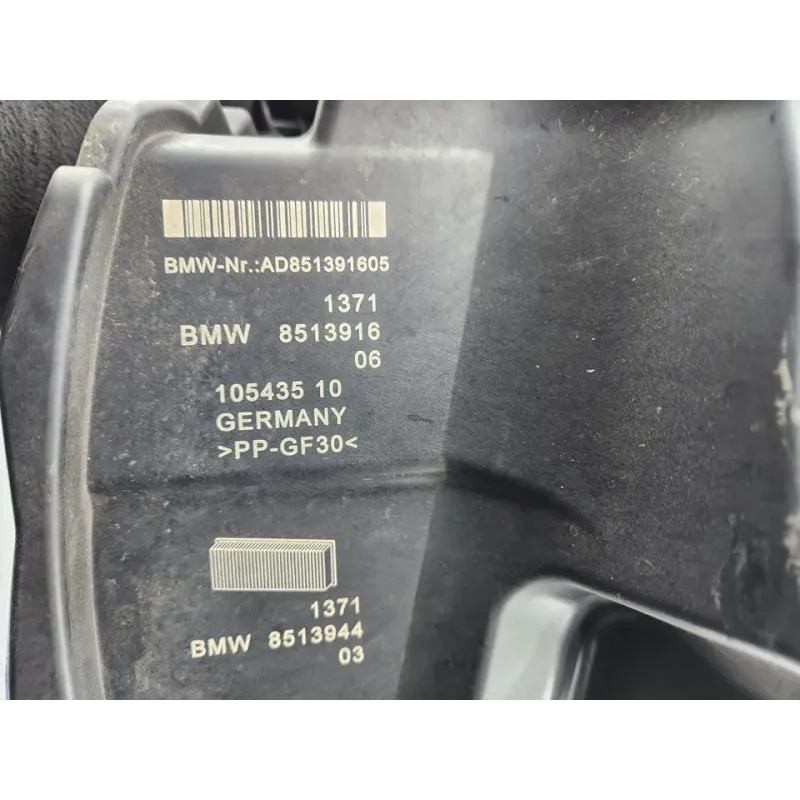 BMW-Nr.:AD851391605
1371
BMW 8513916
06
105435 10
GERMANY
>PP-GF30<
1371
BMW 8513944
03